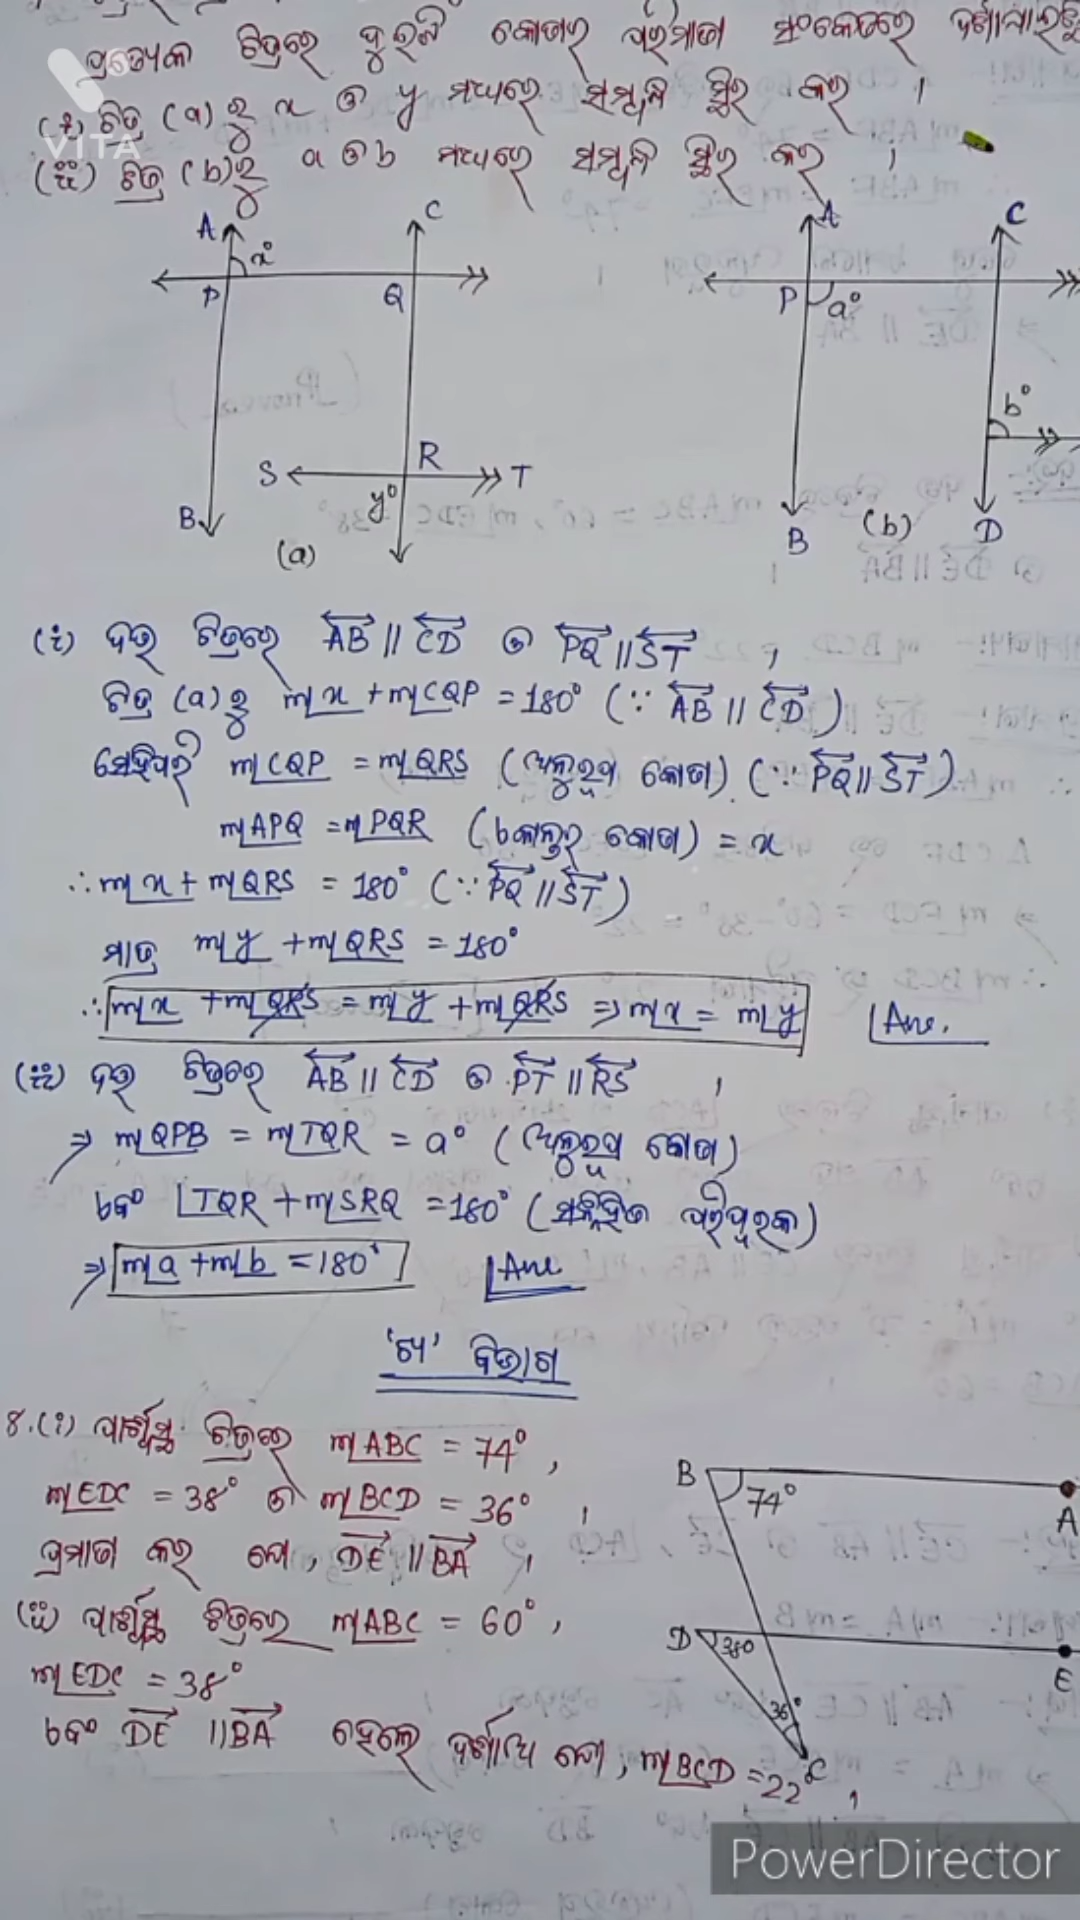 ପ୍ରତ୍ୟେକ ଚିତ୍ରରେ ଦୁଇଟି କୋଣର ପରିମାଣ ସଂକେତରେ ଦର୍ଶାଯାଇଛି
(i) ଚିତ୍ର (a) ରୁ x ଓ y ମଧ୍ୟରେ ସମ୍ପର୍କ ସ୍ଥିର କର ।
VITA
(ii) ଚିତ୍ର (b) ରୁ a ଓ b ମଧ୍ୟରେ ସମ୍ପର୍କ ସ୍ଥିର କର ।
A x° C
P Q
S R T
y°
B (a)
A C
P a°
b°
B (b) D
(i) ଦତ୍ତ ଚିତ୍ରରେ AB || CD ଓ PQ || ST ,
ଚିତ୍ର (a) ରୁ m∠x + m∠CQP = 180° (∵ AB || CD)
ସେହିପରି m∠CQP = m∠QRS (ଅନୁରୂପ କୋଣ) (∵ PQ || ST)
m∠APQ = m∠PQR (ଏକାନ୍ତର କୋଣ) = x
∴ m∠x + m∠QRS = 180° (∵ PQ || ST)
ମାତ୍ର m∠y + m∠QRS = 180°
∴ m∠x + m∠QRS = m∠y + m∠QRS ⇒ m∠x = m∠y Ans.
(ii) ଦତ୍ତ ଚିତ୍ରରେ AB || CD ଓ PT || RS ,
⇒ m∠QPB = m∠TQR = a° (ଅନୁରୂପ କୋଣ)
ଏବଂ ∠TQR + m∠SRQ = 180° (ସନ୍ନିହିତ ପରିପୂରକ)
⇒ m∠a + m∠b = 180° Ans
'ଖ' ବିଭାଗ
8. (i) ପାର୍ଶ୍ୱସ୍ଥ ଚିତ୍ରରେ m∠ABC = 74° ,
m∠EDC = 38° ଓ m∠BCD = 36° ।
ପ୍ରମାଣ କର ଯେ, DE || BA ,
(ii) ପାର୍ଶ୍ୱସ୍ଥ ଚିତ୍ରରେ m∠ABC = 60° ,
m∠EDC = 38°
ଏବଂ DE || BA ହେଲେ ଦର୍ଶାଅ ଯେ, m∠BCD = 22° ,
B 74° A
D 380 E
36°
C
PowerDirector